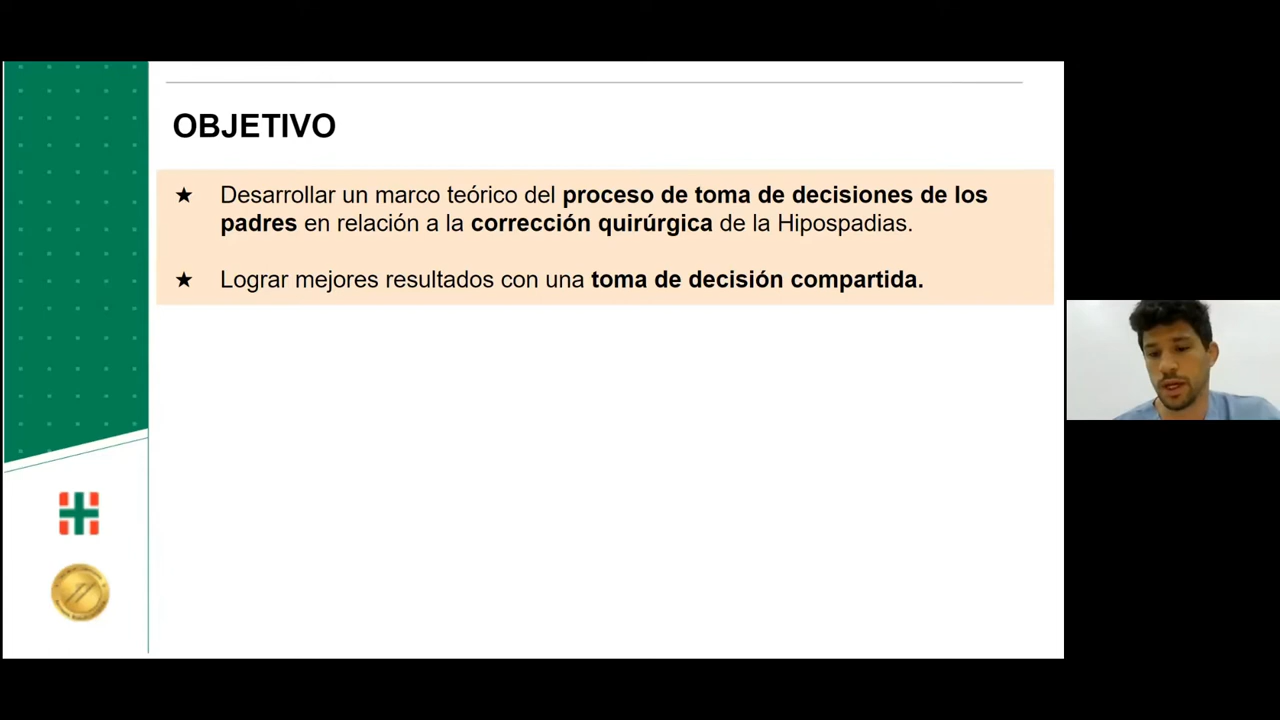 OBJETIVO
★ Desarrollar un marco teórico del proceso de toma de decisiones de los
padres en relación a la corrección quirúrgica de la Hipospadias.
★ Lograr mejores resultados con una toma de decisión compartida.